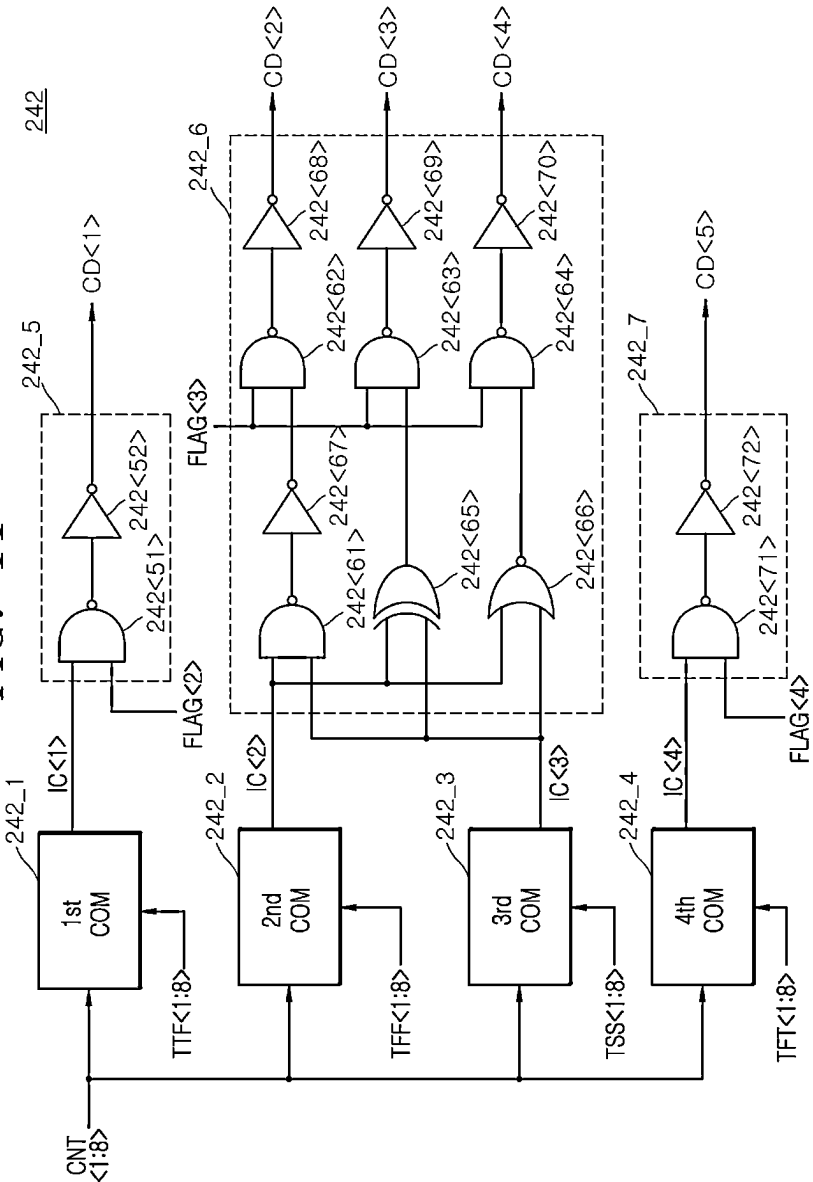 242
CNT
<1:8>
242_1
1st
COM
TTF<1:8>
IC<1>
FLAG<2>
242_5
242<51>
242<52>
CD<1>
242_2
2nd
COM
TFF<1:8>
IC<2>
242_3
3rd
COM
TSS<1:8>
IC<3>
242_6
FLAG<3>
242<61>
242<67>
242<62>
242<68>
CD<2>
242<65>
242<63>
242<69>
CD<3>
242<66>
242<64>
242<70>
CD<4>
242_4
4th
COM
TFT<1:8>
IC<4>
FLAG<4>
242_7
242<71>
242<72>
CD<5>